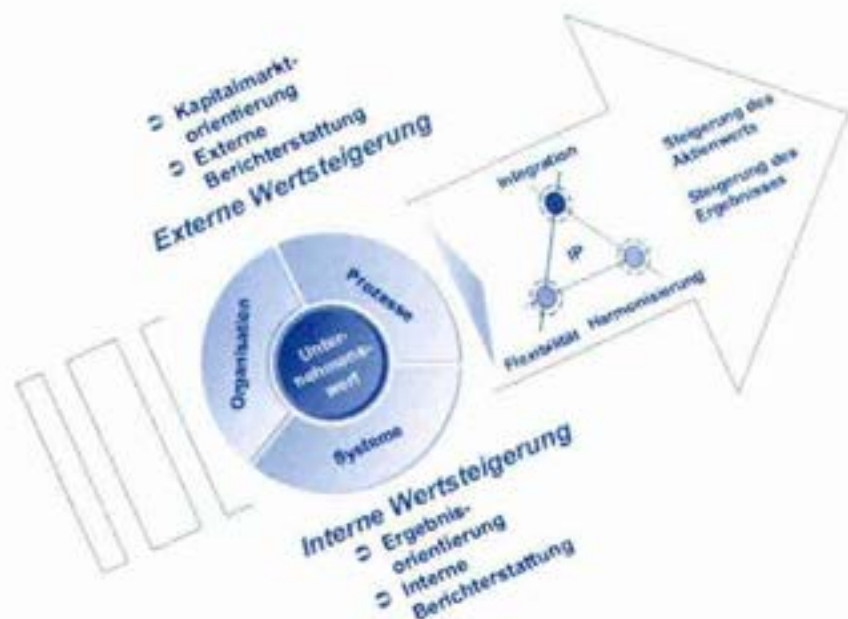 Kapitalmarkt-
orientierung
Externe
Berichterstattung
Externe Wertsteigerung
Organisation
Prozesse
Systeme
Unter-
nehmens-
wert
Integration
IP
Flexibilität
Harmonisierung
Steigerung des
Aktienwerts
Steigerung des
Ergebnisses
Interne Wertsteigerung
Ergebnis-
orientierung
Interne
Berichterstattung